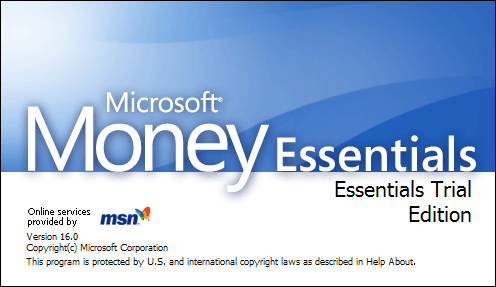 Microsoft®
Money Essentials
Essentials Trial
Edition
Online services
provided by
msn
Version 16.0
Copyright(c) Microsoft Corporation
This program is protected by U.S. and international copyright laws as described in Help About.